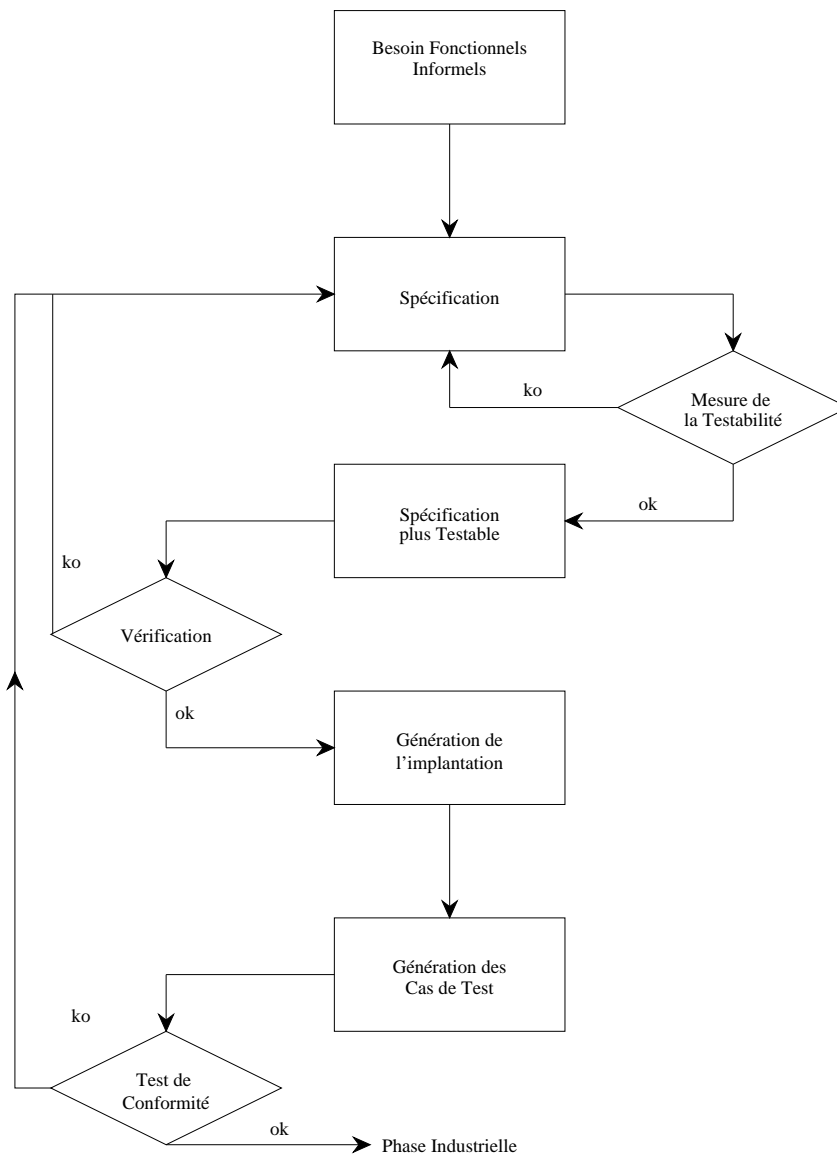 Besoin Fonctionnels
Informels
Spécification
ko
Mesure de
la Testabilité
Spécification
plus Testable
ok
ko
Vérification
ok
Génération de
l’implantation
Génération des
Cas de Test
ko
Test de
Conformité
ok
Phase Industrielle